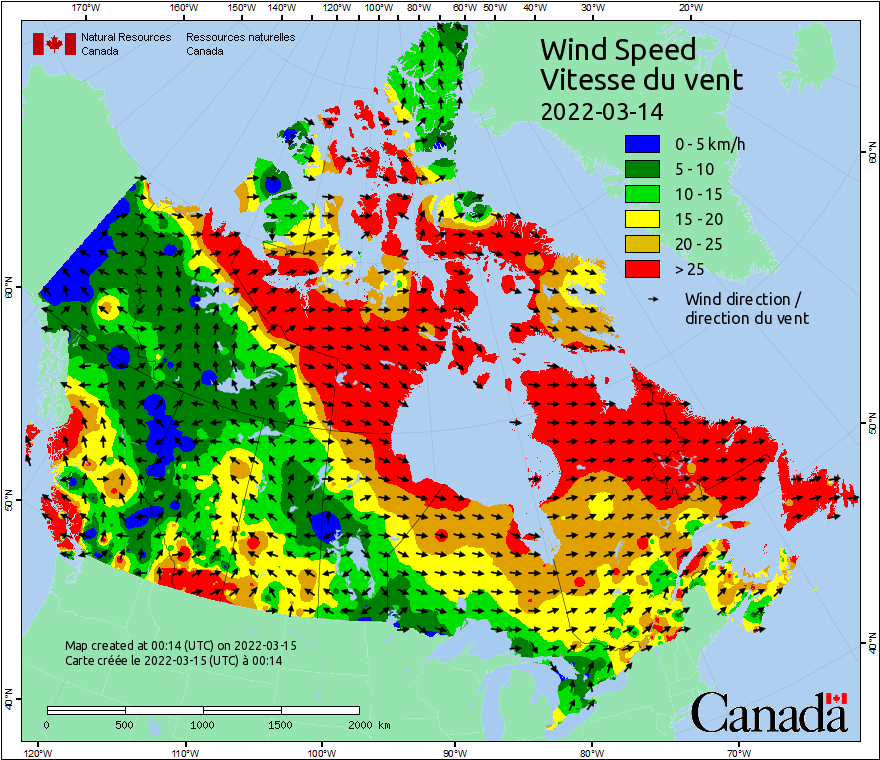 170°W 160°W 150°W 140°W 120°W 100°W 80°W 60°W 50°W 40°W 30°W 20°W
Natural Resources Canada
Ressources naturelles Canada
Wind Speed
Vitesse du vent
2022-03-14
0 - 5 km/h
5 - 10
10 - 15
15 - 20
20 - 25
> 25
Wind direction /
direction du vent
60°N
50°N
40°N
60°N
50°N
40°N
Map created at 00:14 (UTC) on 2022-03-15
Carte créée le 2022-03-15 (UTC) à 00:14
0 500 1000 1500 2000 km
Canada
120°W 110°W 100°W 90°W 80°W 70°W